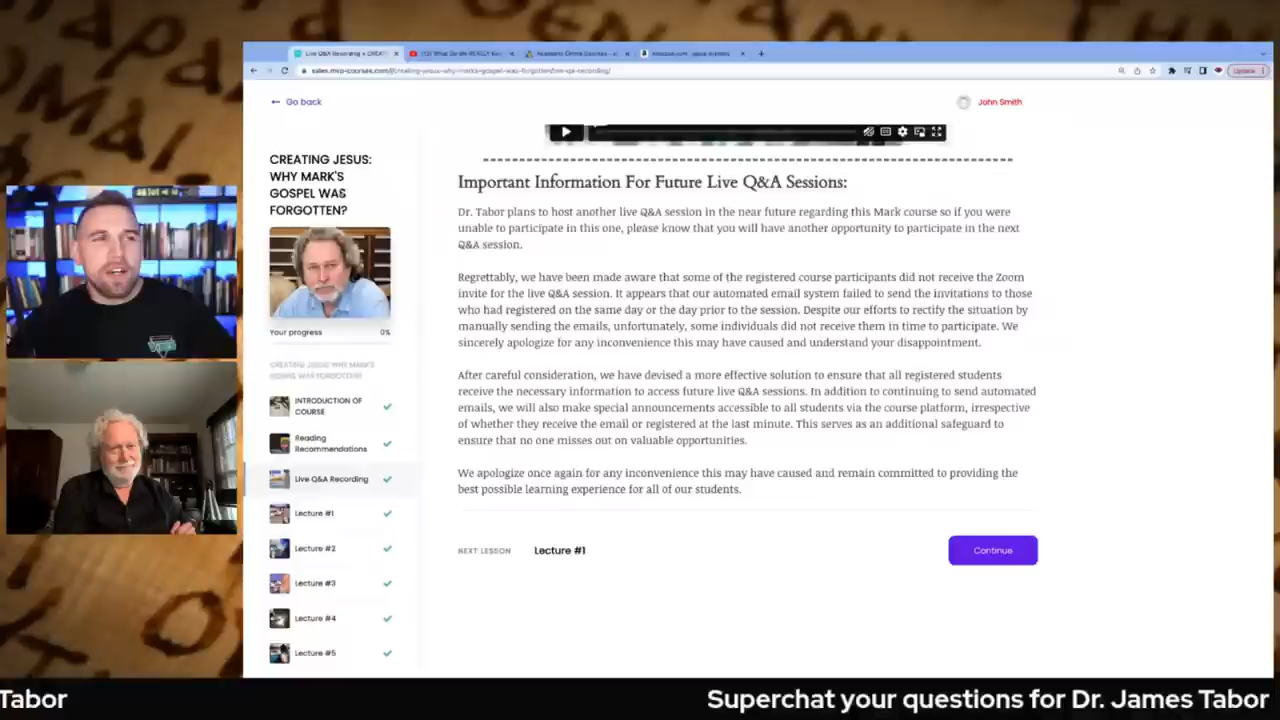 Live Q&A Recording
sales.mvp-courses.com/
Update
Go back
John Smith
CREATING JESUS:
WHY MARK'S
GOSPEL WAS
FORGOTTEN?
Your progress
0%
CREATING JESUS: WHY MARK'S
GOSPEL WAS FORGOTTEN?
INTRODUCTION OF
COURSE
Reading
Recommendations
Live Q&A Recording
Lecture #1
Lecture #2
Lecture #3
Lecture #4
Lecture #5
Important Information For Future Live Q&A Sessions:
Dr. Tabor plans to host another live Q&A session in the near future regarding this Mark course so if you were
unable to participate in this one, please know that you will have another opportunity to participate in the next
Q&A session.
Regrettably, we have been made aware that some of the registered course participants did not receive the Zoom
invite for the live Q&A session. It appears that our automated email system failed to send the invitations to those
who had registered on the same day or the day prior to the session. Despite our efforts to rectify the situation by
manually sending the emails, unfortunately, some individuals did not receive them in time to participate. We
sincerely apologize for any inconvenience this may have caused and understand your disappointment.
After careful consideration, we have devised a more effective solution to ensure that all registered students
receive the necessary information to access future live Q&A sessions. In addition to continuing to send automated
emails, we will also make special announcements accessible to all students via the course platform, irrespective
of whether they receive the email or registered at the last minute. This serves as an additional safeguard to
ensure that no one misses out on valuable opportunities.
We apologize once again for any inconvenience this may have caused and remain committed to providing the
best possible learning experience for all of our students.
NEXT LESSON
Lecture #1
Continue
Tabor
Superchat your questions for Dr. James Tabor